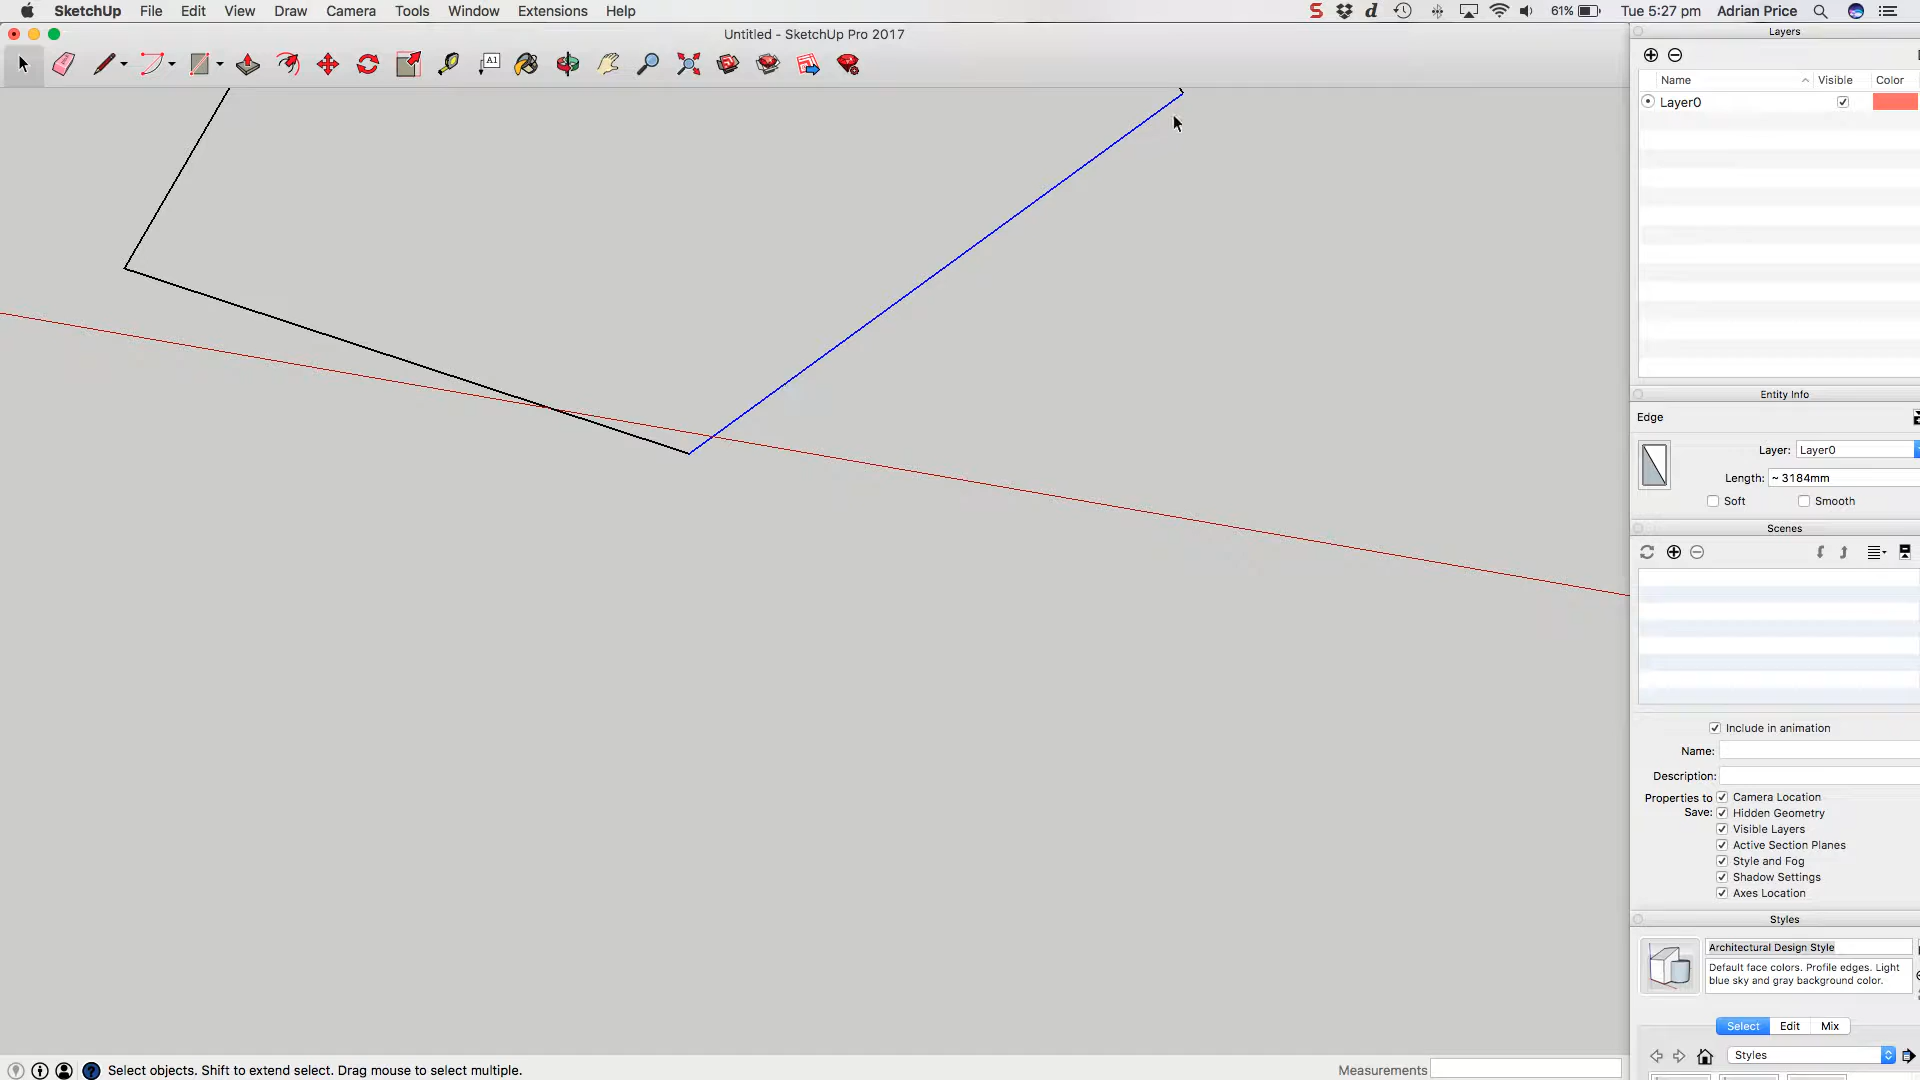 SketchUp File Edit View Draw Camera Tools Window Extensions Help 61% Tue 5:27 pm Adrian Price
Untitled - SketchUp Pro 2017
A1
Layers
Name Visible Color
Layer0
Entity Info
Edge
Layer: Layer0
Length: ~ 3184mm
Soft Smooth
Scenes
Include in animation
Name:
Description:
Properties to Save:
Camera Location
Hidden Geometry
Visible Layers
Active Section Planes
Style and Fog
Shadow Settings
Axes Location
Styles
Architectural Design Style
Default face colors. Profile edges. Light
blue sky and gray background color.
Select Edit Mix
Styles
Select objects. Shift to extend select. Drag mouse to select multiple.
Measurements